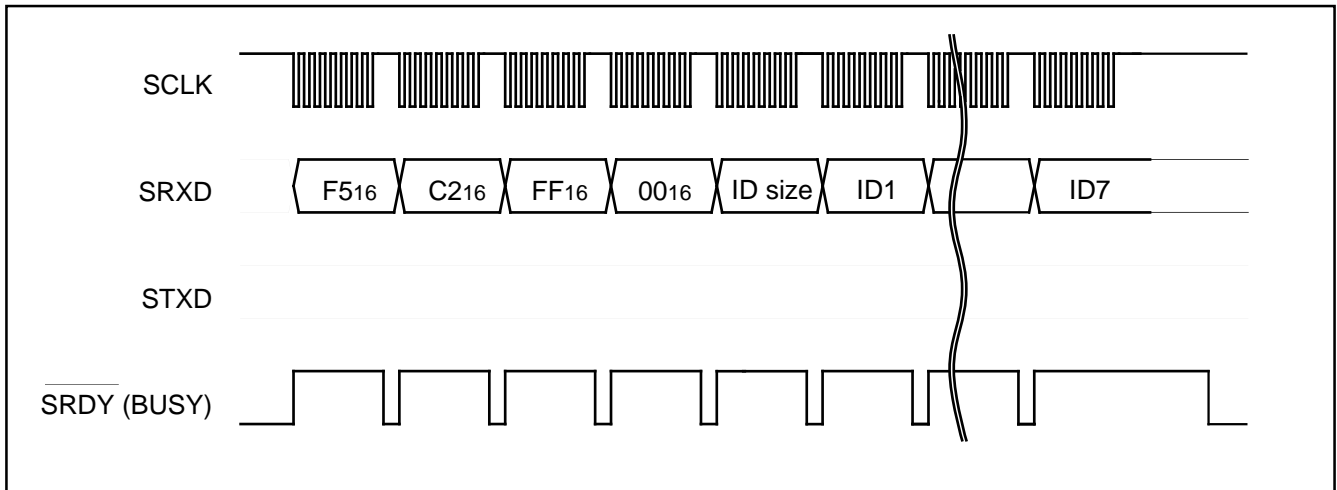 SCLK
SRXD F516 C216 FF16 0016 ID size ID1 ID7
STXD
SRDY (BUSY)